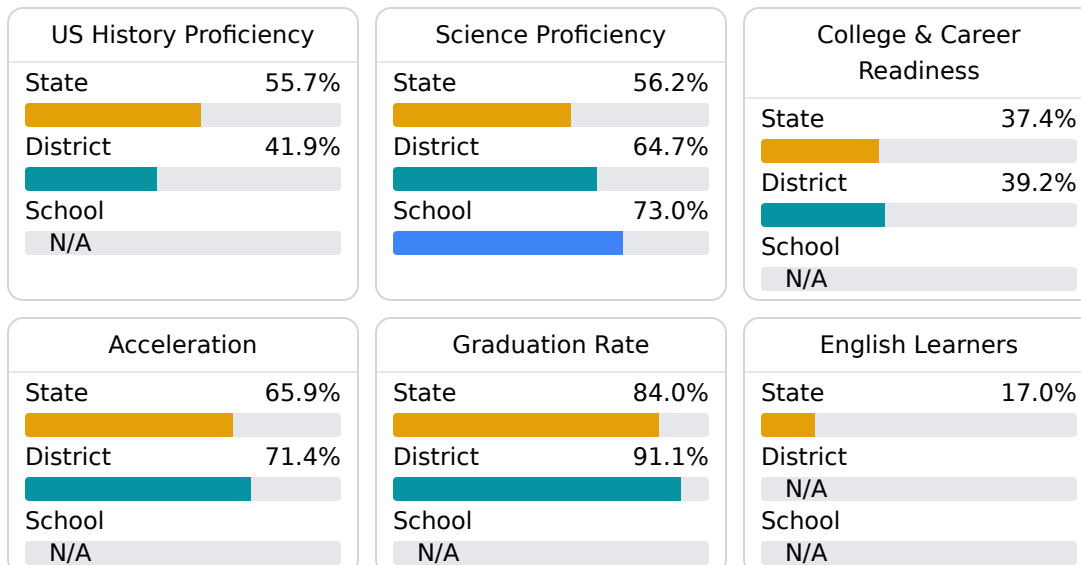 US History Proficiency
State 55.7%
District 41.9%
School
N/A
Science Proficiency
State 56.2%
District 64.7%
School 73.0%
College & Career
Readiness
State 37.4%
District 39.2%
School
N/A
Acceleration
State 65.9%
District 71.4%
School
N/A
Graduation Rate
State 84.0%
District 91.1%
School
N/A
English Learners
State 17.0%
District
N/A
School
N/A